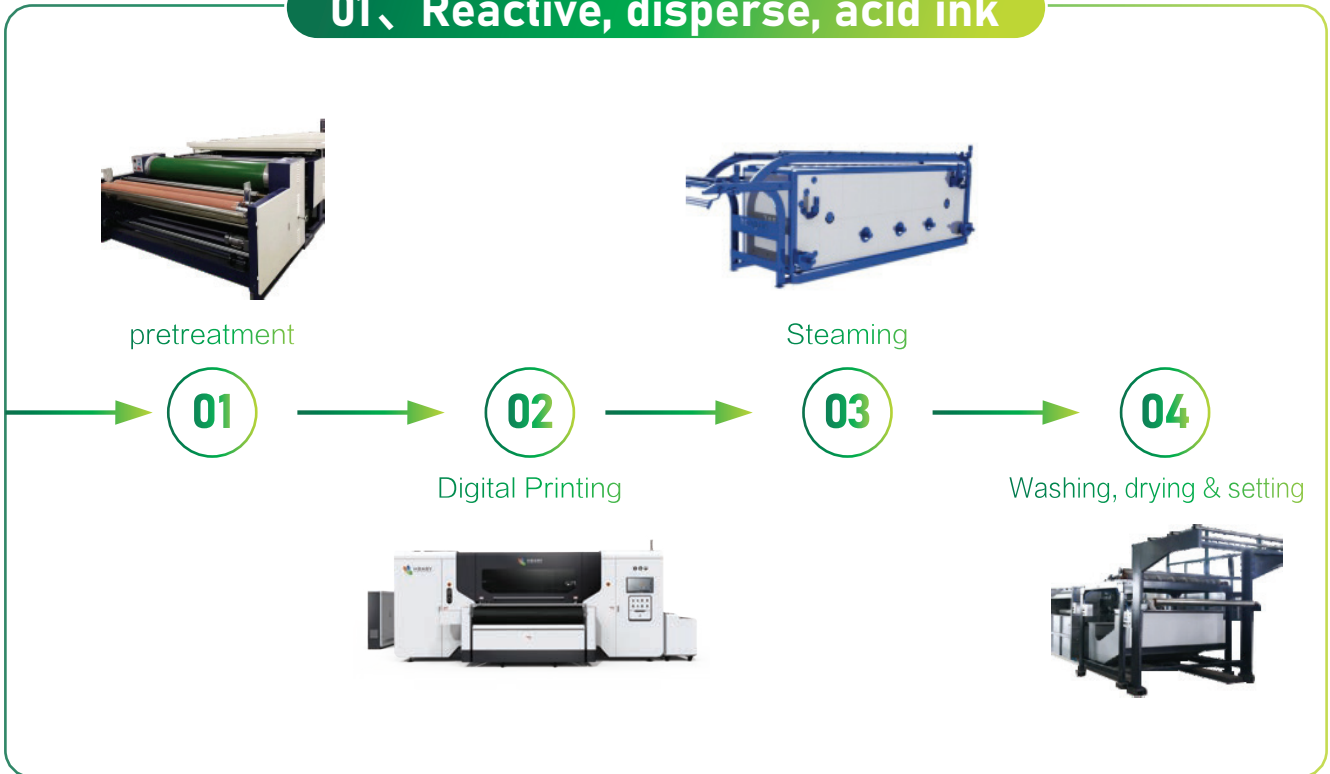 01、Reactive, disperse, acid ink
pretreatment
Steaming
01
02
03
04
Digital Printing
Washing, drying & setting